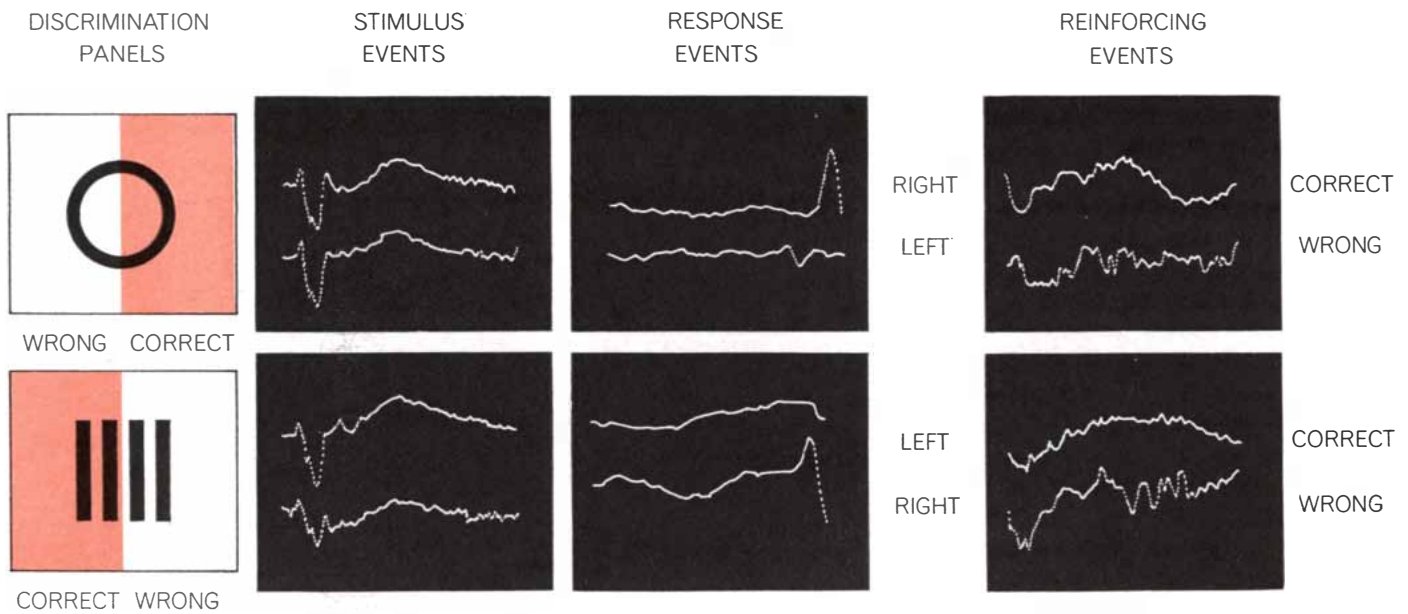 DISCRIMINATION
PANELS
STIMULUS
EVENTS
RESPONSE
EVENTS
REINFORCING
EVENTS
RIGHT
CORRECT
LEFT
WRONG
WRONG CORRECT
LEFT
CORRECT
RIGHT
WRONG
CORRECT WRONG